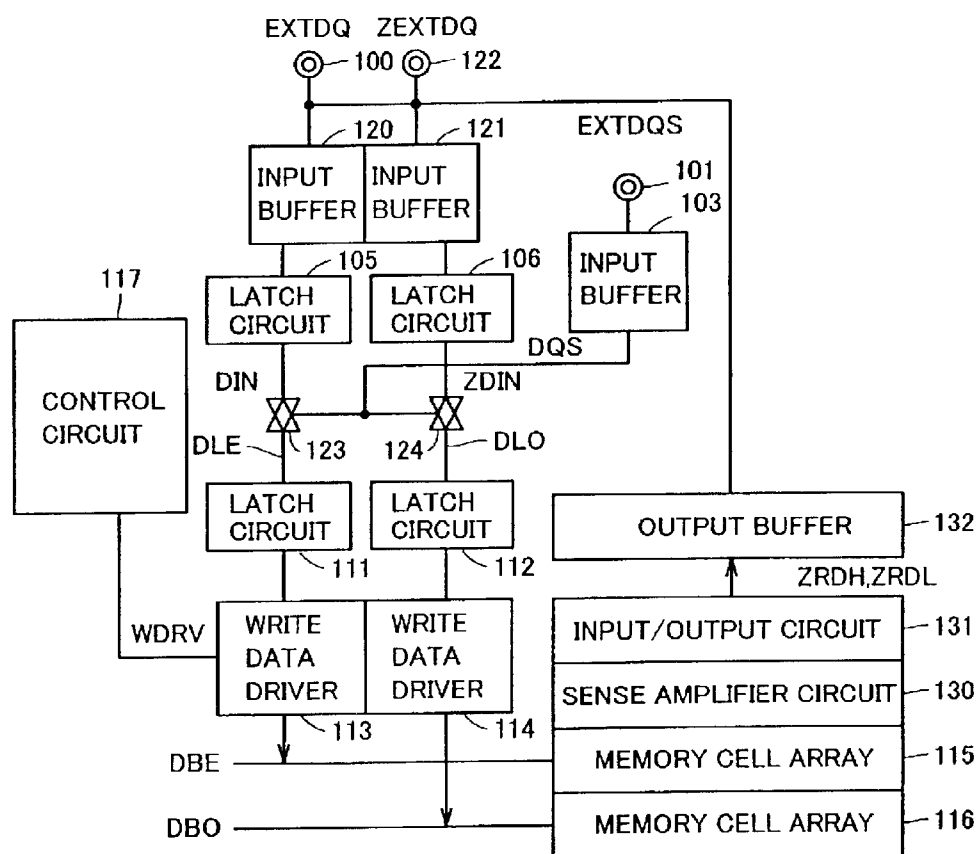 EXTDQ ZEXTDQ
100 122
120 121
EXTDQS
101
103
INPUT
BUFFER
INPUT
BUFFER
INPUT
BUFFER
117
105 106
LATCH
CIRCUIT
LATCH
CIRCUIT
DQS
DIN ZDIN
CONTROL
CIRCUIT
123 124
DLE DLO
LATCH
CIRCUIT
LATCH
CIRCUIT
111 112
OUTPUT BUFFER 132
ZRDH,ZRDL
WDRV
WRITE
DATA
DRIVER
WRITE
DATA
DRIVER
113 114
INPUT/OUTPUT CIRCUIT 131
SENSE AMPLIFIER CIRCUIT 130
DBE MEMORY CELL ARRAY 115
DBO MEMORY CELL ARRAY 116